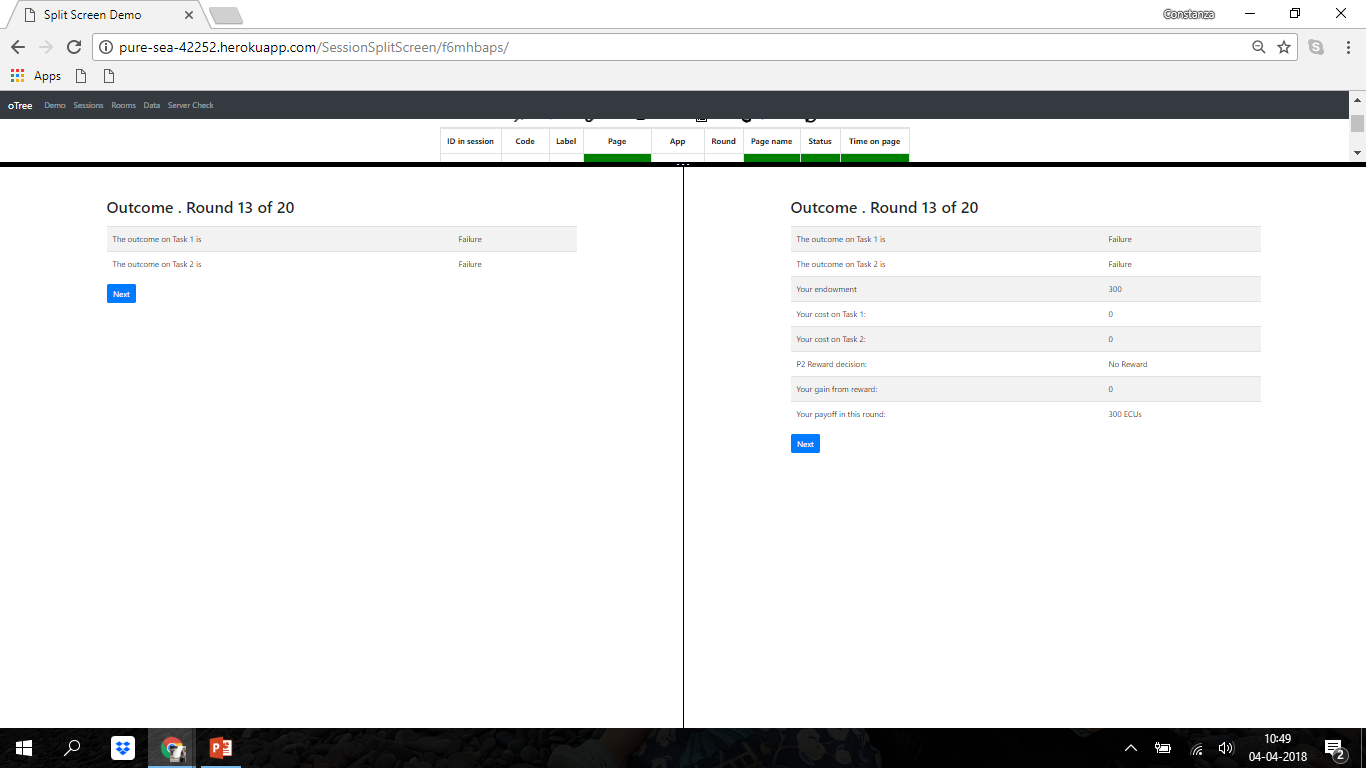 Split Screen Demo
Constanza
pure-sea-42252.herokuapp.com/SessionSplitScreen/f6mhbaps/
Apps
oTree Demo Sessions Rooms Data Server Check
ID in session Code Label Page App Round Page name Status Time on page
Outcome . Round 13 of 20
The outcome on Task 1 is Failure
The outcome on Task 2 is Failure
Next
Outcome . Round 13 of 20
The outcome on Task 1 is Failure
The outcome on Task 2 is Failure
Your endowment 300
Your cost on Task 1: 0
Your cost on Task 2: 0
P2 Reward decision: No Reward
Your gain from reward: 0
Your payoff in this round: 300 ECUs
Next
10:49
04-04-2018
2